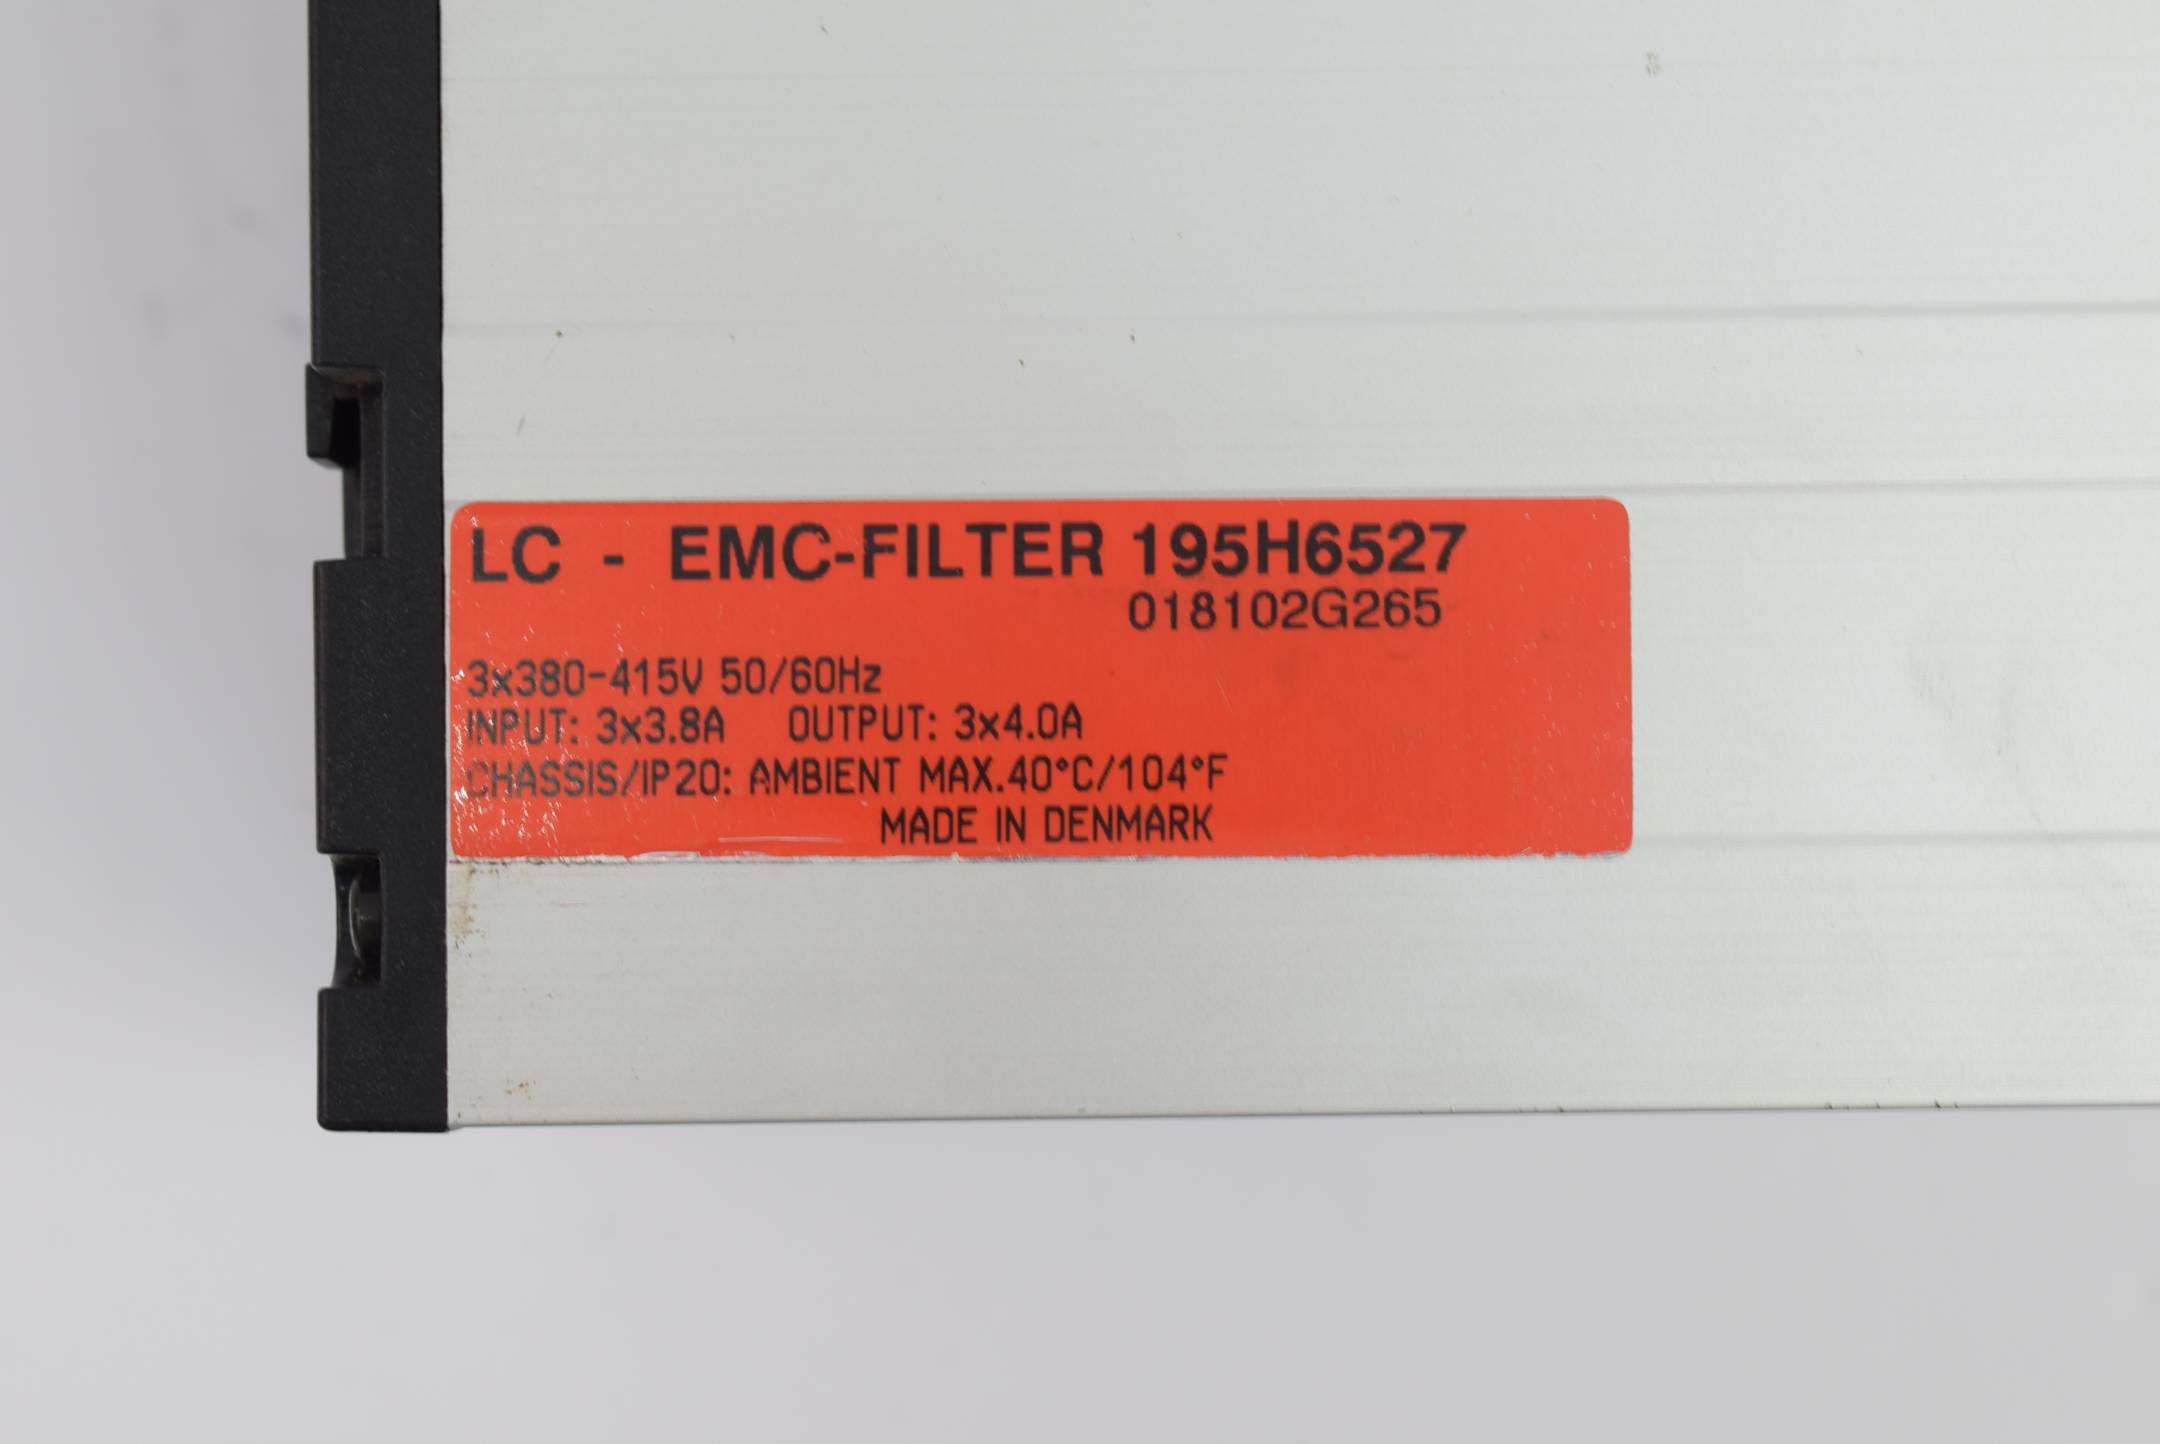 LC - EMC-FILTER 195H6527
018102G265
3x380-415V 50/60Hz
INPUT: 3x3.8A OUTPUT: 3x4.0A
CHASSIS/IP20: AMBIENT MAX.40°C/104°F
MADE IN DENMARK